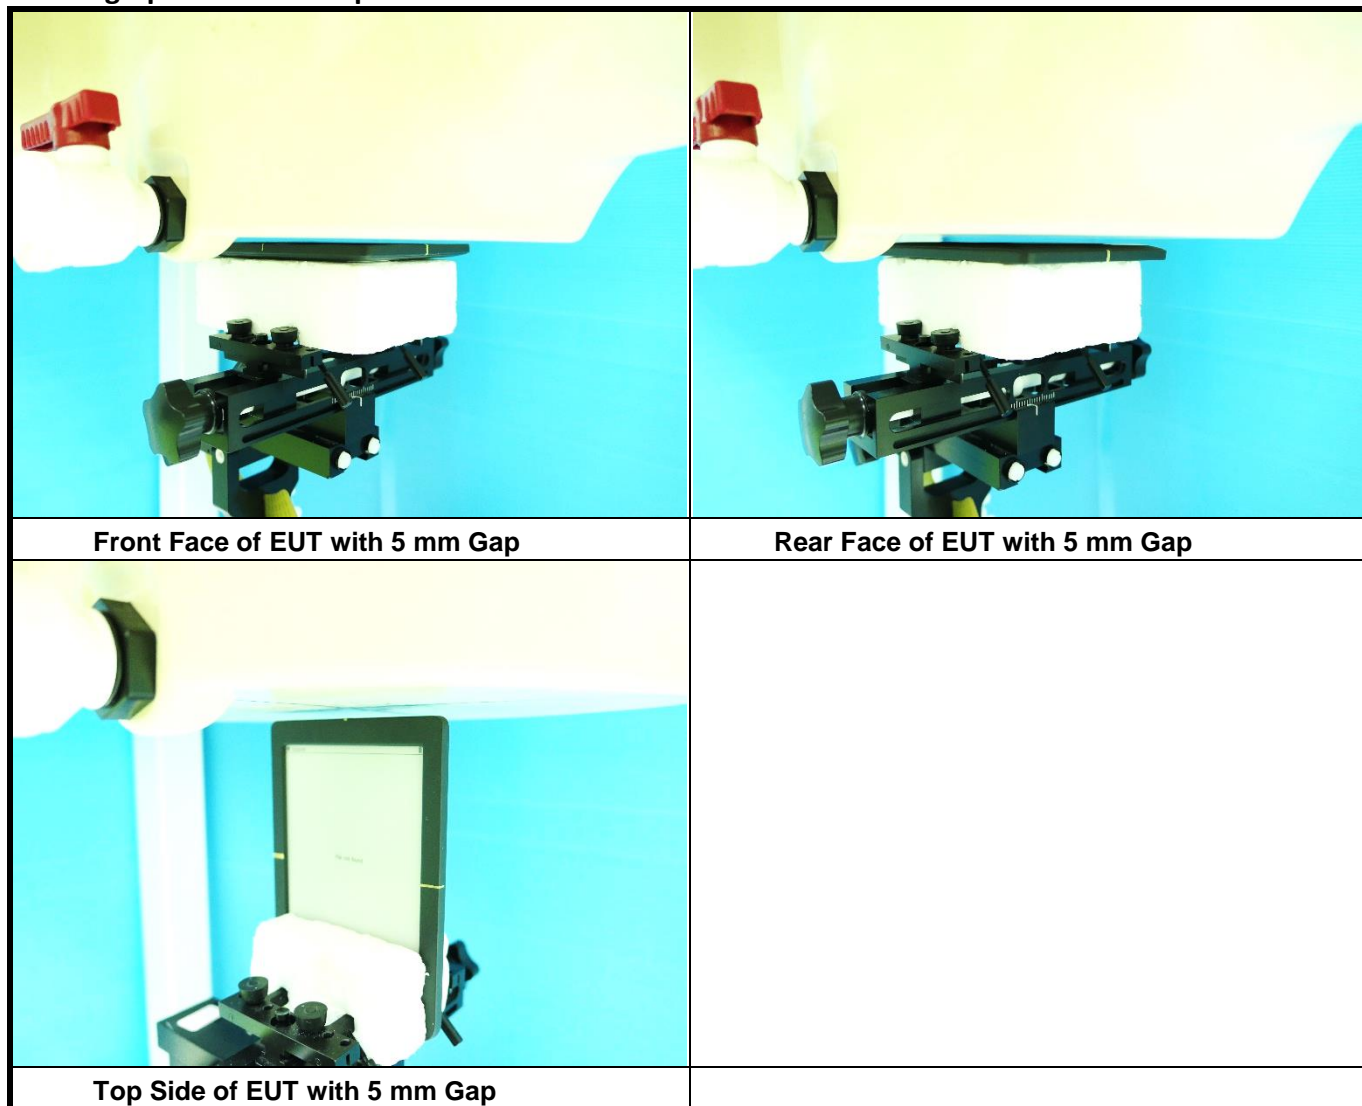 Front Face of EUT with 5 mm Gap
Rear Face of EUT with 5 mm Gap
Top Side of EUT with 5 mm Gap